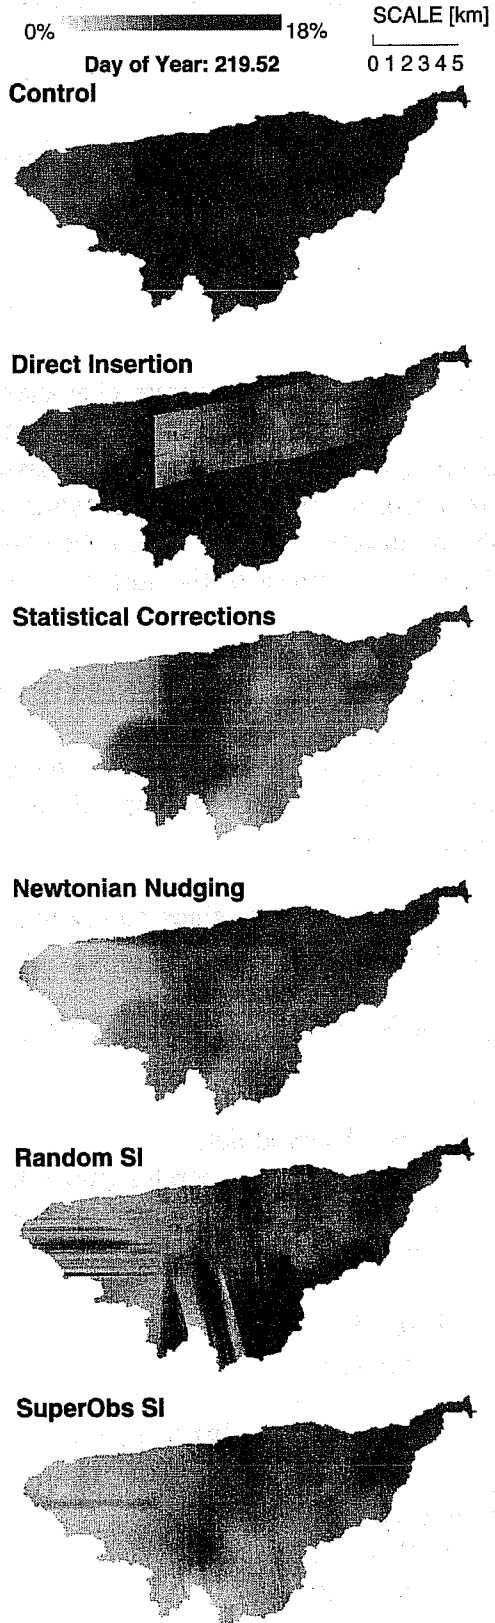 SCALE [km]
0% 18%
Day of Year: 219.52
0 1 2 3 4 5
Control
Direct Insertion
Statistical Corrections
Newtonian Nudging
Random SI
SuperObs SI